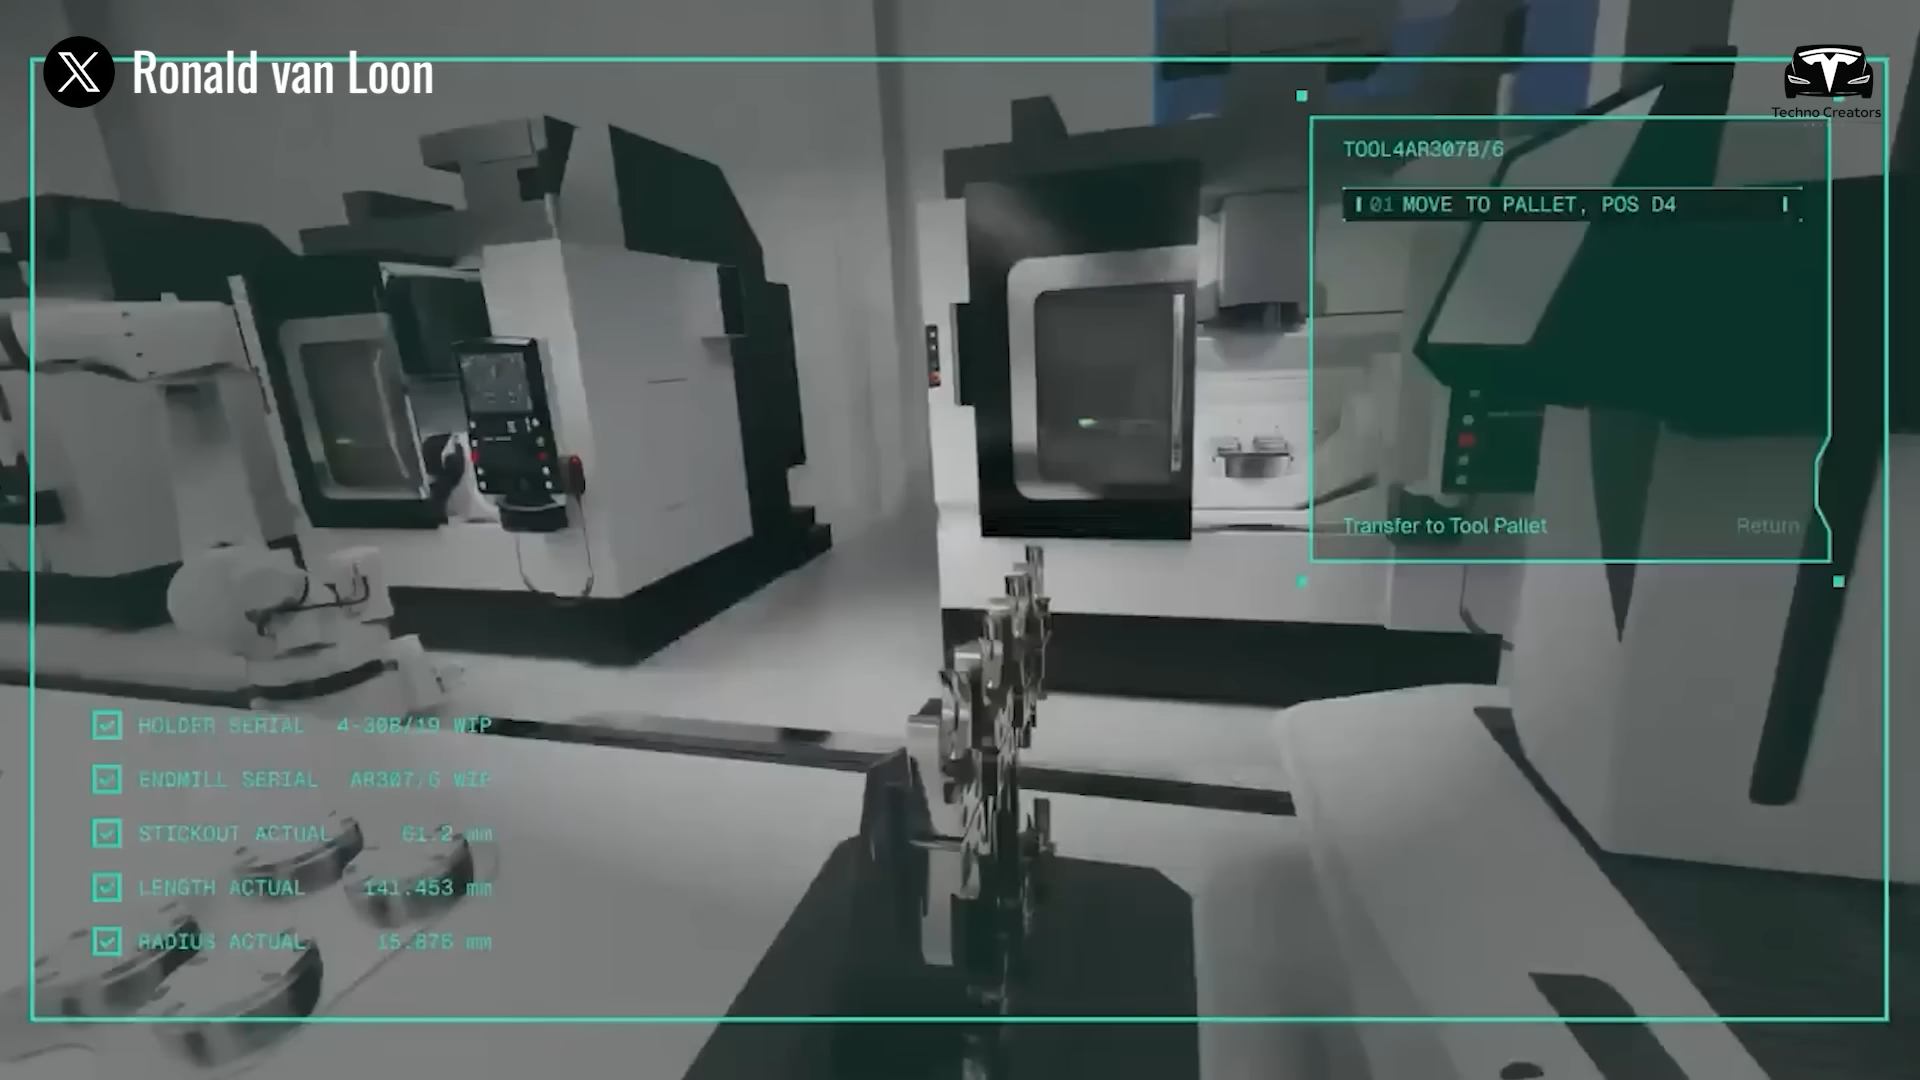 Ronald van Loon
Techno Creators
TOOL4AR307B/6
01 MOVE TO PALLET, POS D4
Transfer to Tool Pallet
Return
HOLDER SERIAL 4-30B/19 WIP
ENDMILL SERIAL AR307/6 WIP
STICKOUT ACTUAL 61.2 mm
LENGTH ACTUAL 141.453 mm
RADIUS ACTUAL 15.875 mm